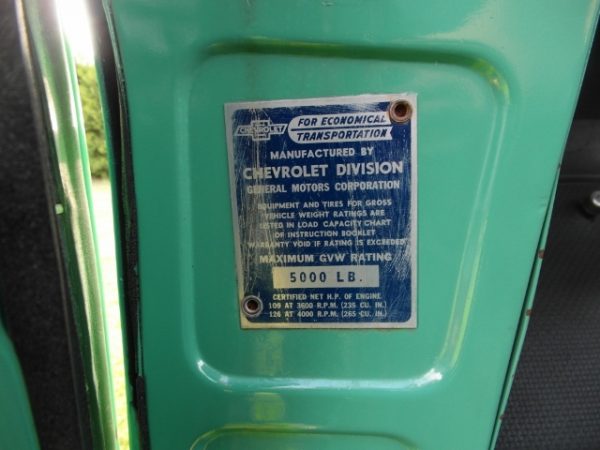 CHEVROLET
FOR ECONOMICAL
TRANSPORTATION
MANUFACTURED BY
CHEVROLET DIVISION
GENERAL MOTORS CORPORATION
EQUIPMENT AND TIRES FOR GROSS
VEHICLE WEIGHT RATINGS ARE
LISTED IN LOAD CAPACITY CHART
OF INSTRUCTION BOOKLET
WARRANTY VOID IF RATING IS EXCEEDED
MAXIMUM GVW RATING
5000 LB.
CERTIFIED NET H.P. OF ENGINE
109 AT 3600 R.P.M. (235 CU. IN.)
126 AT 4000 R.P.M. (265 CU. IN.)